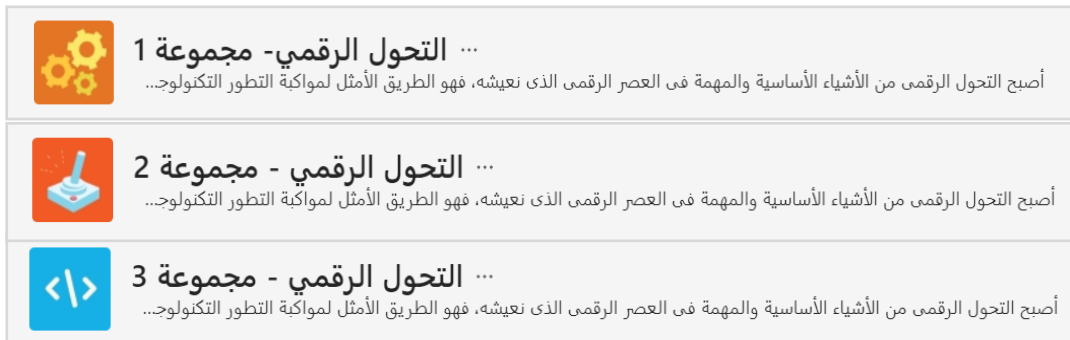 التحول الرقمي- مجموعة 1 ...
أصبح التحول الرقمى من الأشياء الأساسية والمهمة فى العصر الرقمى الذى نعيشه، فهو الطريق الأمثل لمواكبة التطور التكنولوجـ...
التحول الرقمي - مجموعة 2 ...
أصبح التحول الرقمى من الأشياء الأساسية والمهمة فى العصر الرقمى الذى نعيشه، فهو الطريق الأمثل لمواكبة التطور التكنولوجـ...
التحول الرقمي - مجموعة 3 ...
أصبح التحول الرقمى من الأشياء الأساسية والمهمة فى العصر الرقمى الذى نعيشه، فهو الطريق الأمثل لمواكبة التطور التكنولوجـ...